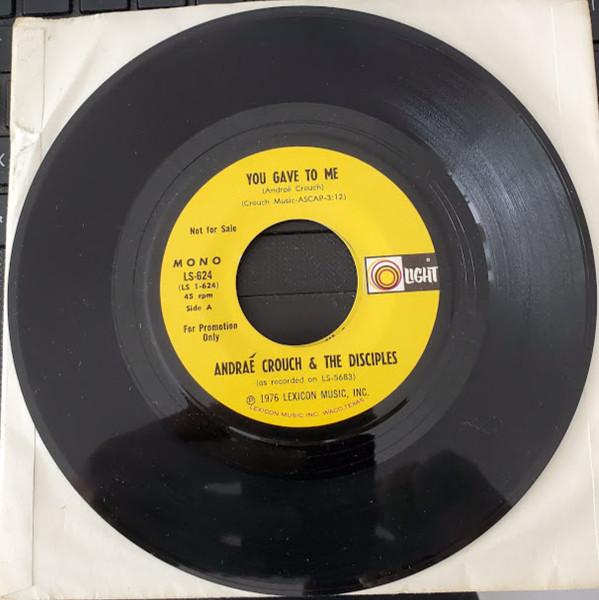 YOU GAVE TO ME
(Andraé Crouch)
(Crouch Music-ASCAP-3:12)
Not for Sale
MONO
LS-624
(LS 1-624)
45 rpm
Side A
LIGHT
For Promotion
Only
ANDRAÉ CROUCH & THE DISCIPLES
(as recorded on LS-5683)
℗ 1976 LEXICON MUSIC, INC.
LEXICON MUSIC INC. WACO, TEXAS